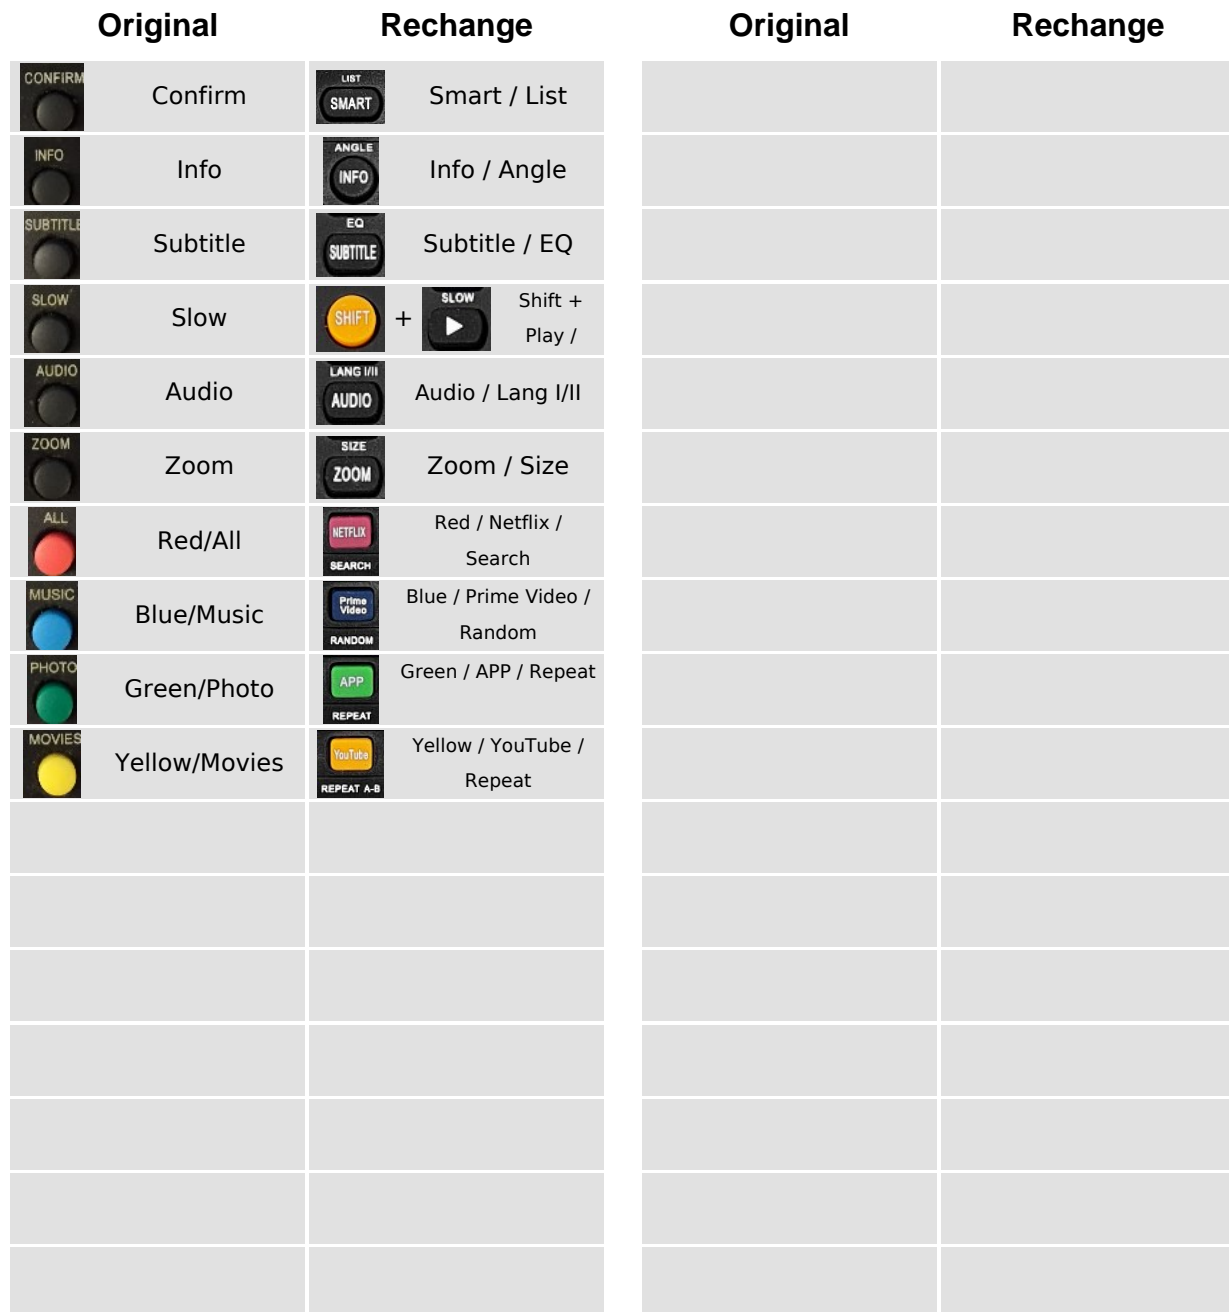 Original Rechange Original Rechange
CONFIRM Confirm LIST SMART Smart / List
INFO Info ANGLE INFO Info / Angle
SUBTITLE Subtitle EQ SUBTITLE Subtitle / EQ
SLOW Slow SHIFT + SLOW Shift +
Play /
AUDIO Audio LANG I/II AUDIO Audio / Lang I/II
ZOOM Zoom SIZE ZOOM Zoom / Size
ALL Red/All NETFLIX SEARCH Red / Netflix /
Search
MUSIC Blue/Music Prime Video RANDOM Blue / Prime Video /
Random
PHOTO Green/Photo APP REPEAT Green / APP / Repeat
MOVIES Yellow/Movies YouTube REPEAT A-B Yellow / YouTube /
Repeat